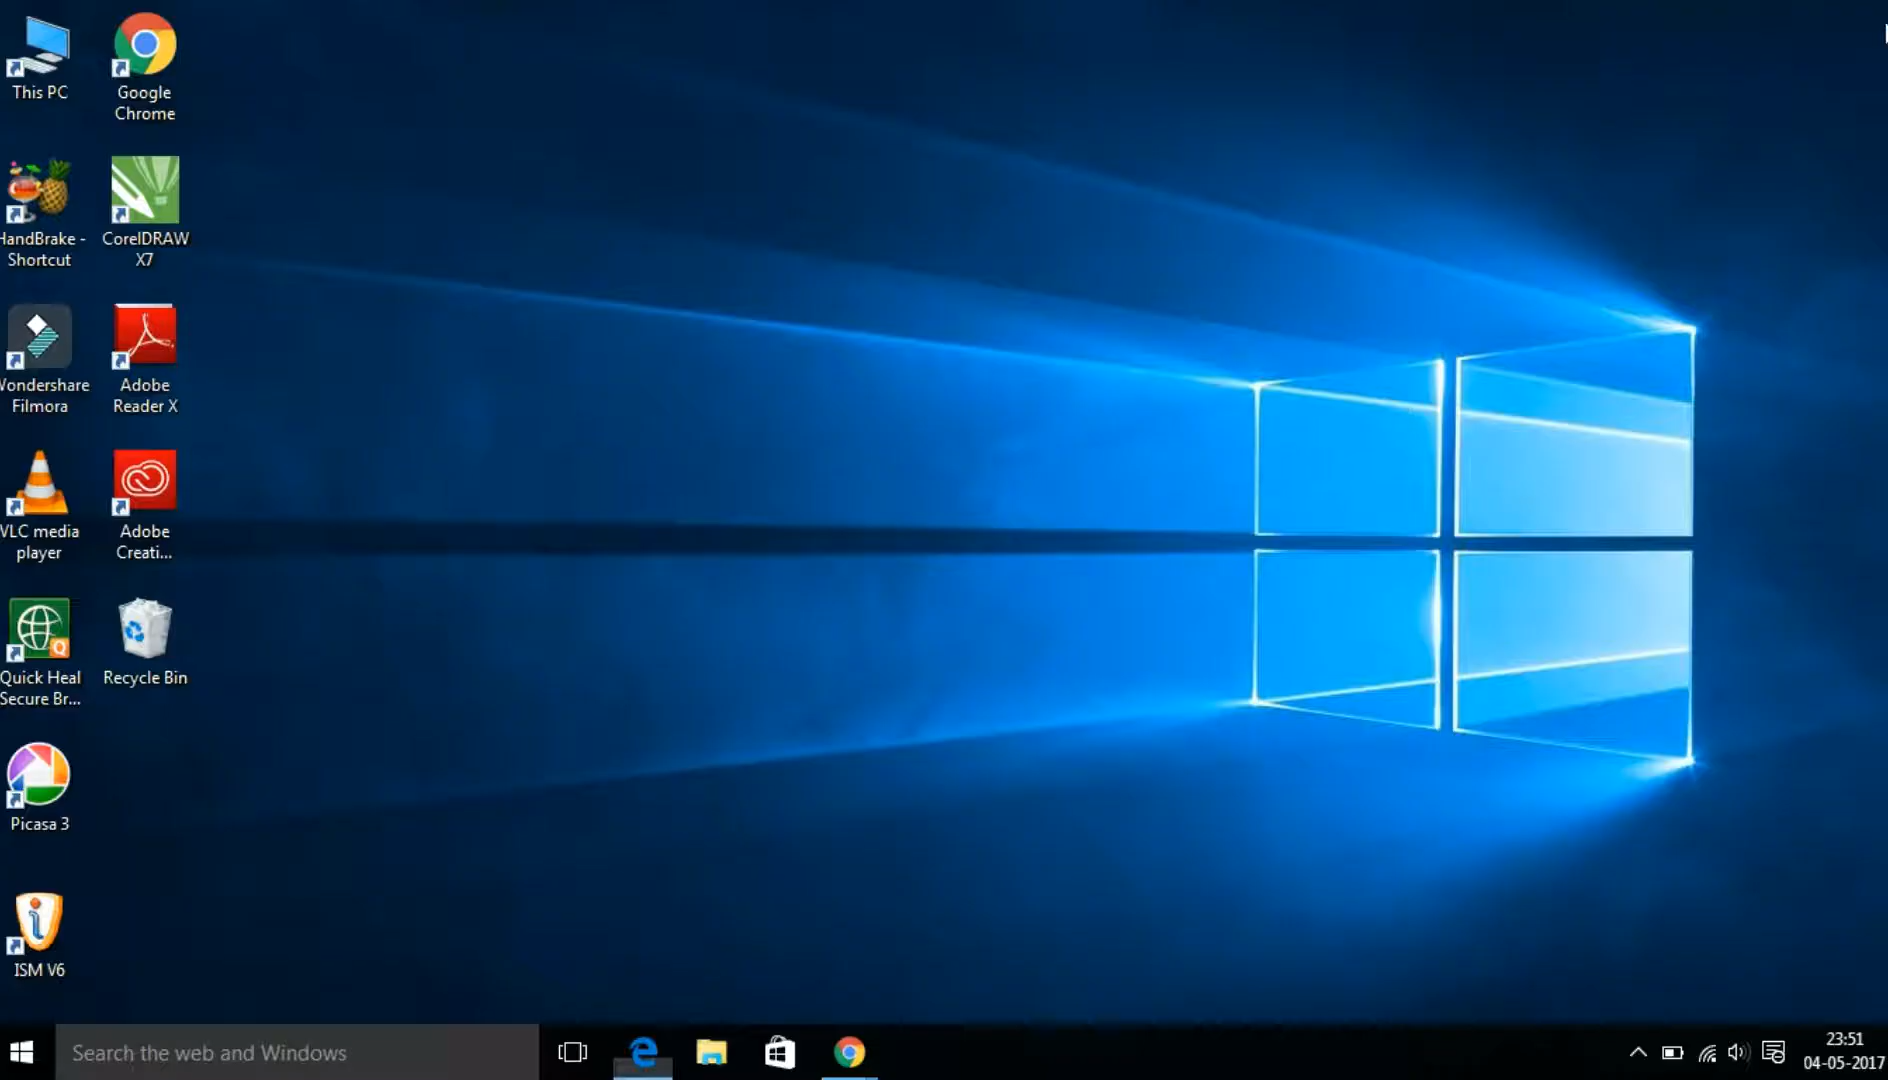 This PC
Google
Chrome
HandBrake -
Shortcut
CorelDRAW
X7
Wondershare
Filmora
Adobe
Reader X
VLC media
player
Adobe
Creati...
Quick Heal
Secure Br...
Recycle Bin
Picasa 3
ISM V6
Search the web and Windows
23:51
04-05-2017